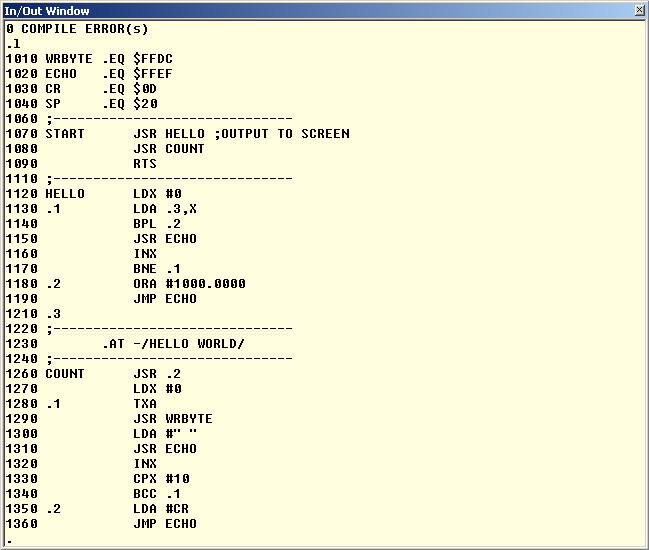 In/Out Window
0 COMPILE ERROR(s)
.l
1010 WRBYTE .EQ $FFDC
1020 ECHO   .EQ $FFEF
1030 CR     .EQ $0D
1040 SP     .EQ $20
1060 ;-----------------------------
1070 START      JSR HELLO ;OUTPUT TO SCREEN
1080            JSR COUNT
1090            RTS
1110 ;-----------------------------
1120 HELLO      LDX #0
1130 .1         LDA .3,X
1140            BPL .2
1150            JSR ECHO
1160            INX
1170            BNE .1
1180 .2         ORA #1000.0000
1190            JMP ECHO
1210 .3
1220 ;-----------------------------
1230        .AT -/HELLO WORLD/
1240 ;-----------------------------
1260 COUNT      JSR .2
1270            LDX #0
1280 .1         TXA
1290            JSR WRBYTE
1300            LDA #" "
1310            JSR ECHO
1320            INX
1330            CPX #10
1340            BCC .1
1350 .2         LDA #CR
1360            JMP ECHO
.